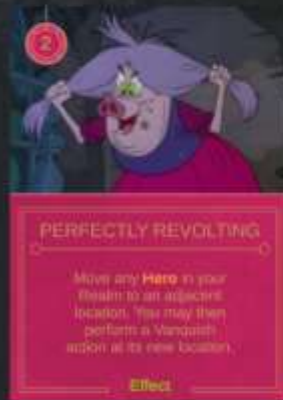 2
PERFECTLY REVOLTING
Move any Hero in your
Realm to an adjacent
location. You may then
perform a Vanquish
action at its new location.
Effect